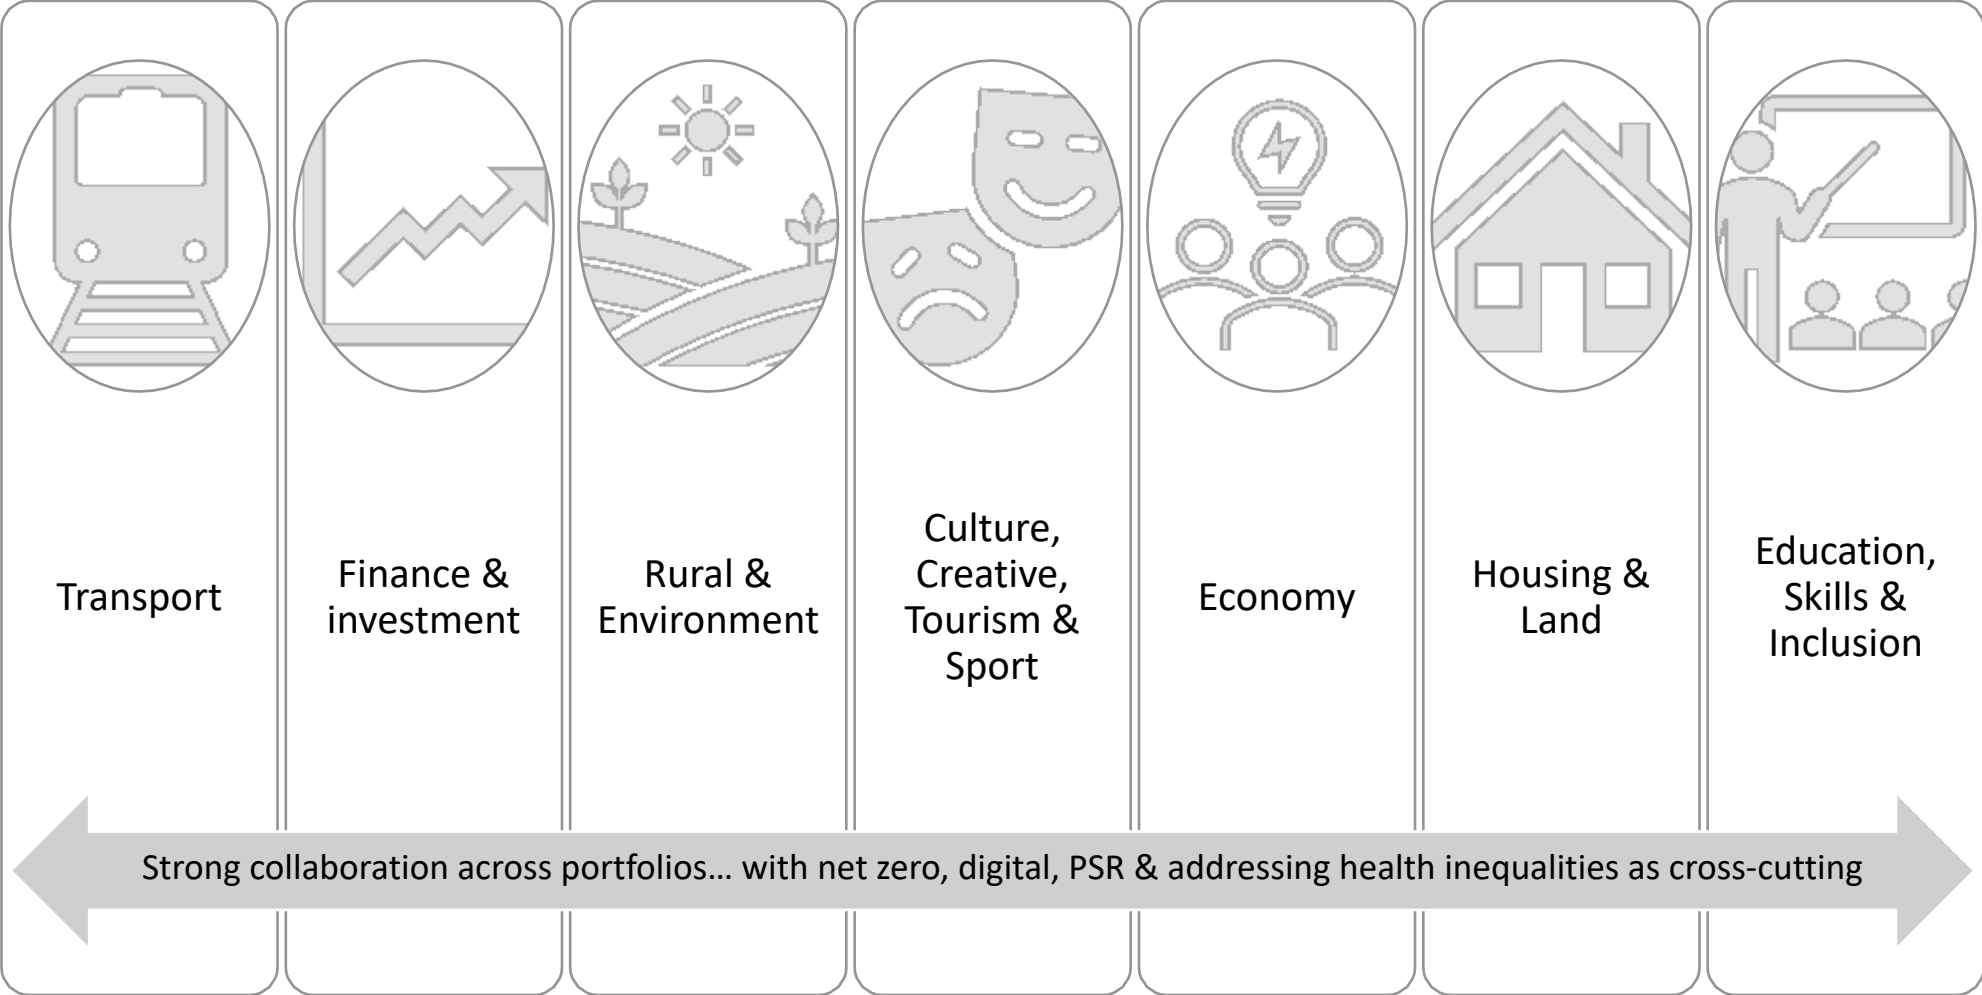 Transport
Finance &
investment
Rural &
Environment
Culture,
Creative,
Tourism &
Sport
Economy
Housing &
Land
Education,
Skills &
Inclusion
Strong collaboration across portfolios… with net zero, digital, PSR & addressing health inequalities as cross-cutting